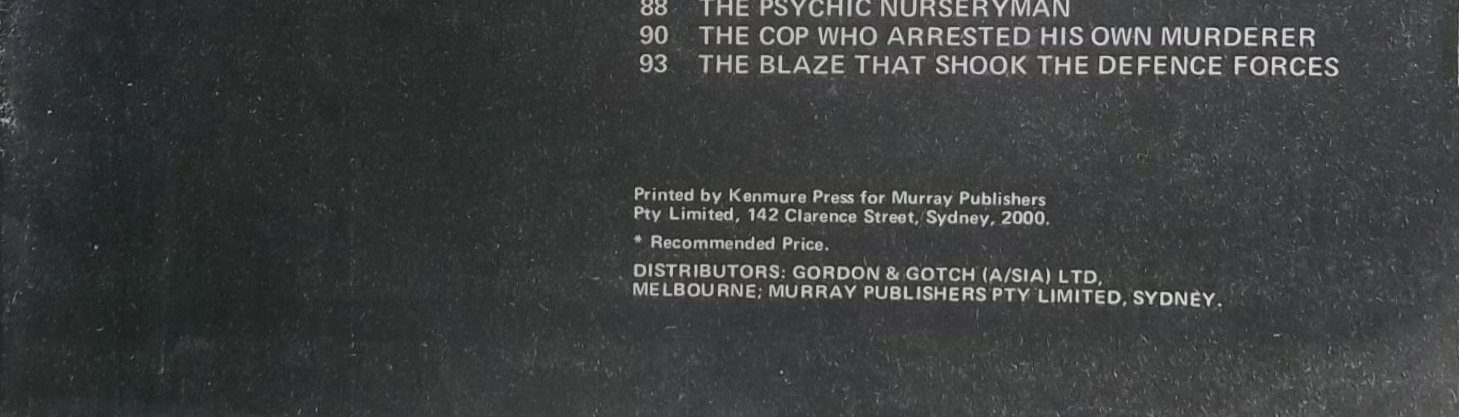 88 THE PSYCHIC NURSERYMAN
90 THE COP WHO ARRESTED HIS OWN MURDERER
93 THE BLAZE THAT SHOOK THE DEFENCE FORCES
Printed by Kenmure Press for Murray Publishers
Pty Limited, 142 Clarence Street, Sydney, 2000.
* Recommended Price.
DISTRIBUTORS: GORDON & GOTCH (A/SIA) LTD,
MELBOURNE; MURRAY PUBLISHERS PTY LIMITED, SYDNEY.